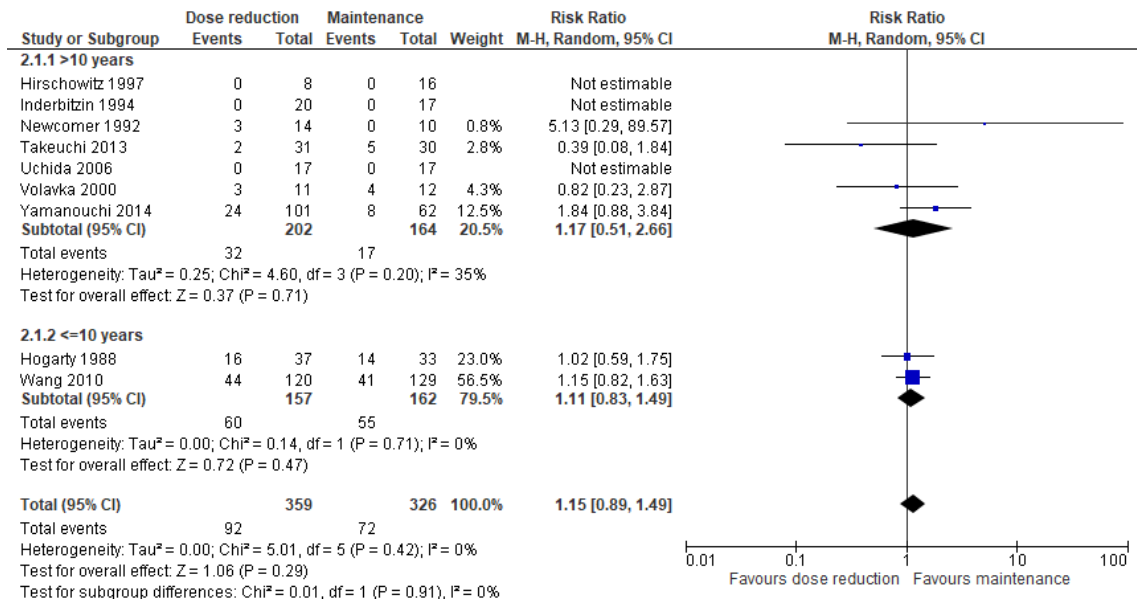 Dose reduction Maintenance Risk Ratio Risk Ratio
Study or Subgroup Events Total Events Total Weight M-H, Random, 95% CI M-H, Random, 95% CI
2.1.1 >10 years
Hirschowitz 1997 0 8 0 16 Not estimable
Inderbitzin 1994 0 20 0 17 Not estimable
Newcomer 1992 3 14 0 10 0.8% 5.13 [0.29, 89.57]
Takeuchi 2013 2 31 5 30 2.8% 0.39 [0.08, 1.84]
Uchida 2006 0 17 0 17 Not estimable
Volavka 2000 3 11 4 12 4.3% 0.82 [0.23, 2.87]
Yamanouchi 2014 24 101 8 62 12.5% 1.84 [0.88, 3.84]
Subtotal (95% CI) 202 164 20.5% 1.17 [0.51, 2.66]
Total events 32 17
Heterogeneity: Tau² = 0.25; Chi² = 4.60, df = 3 (P = 0.20); I² = 35%
Test for overall effect: Z = 0.37 (P = 0.71)
2.1.2 <=10 years
Hogarty 1988 16 37 14 33 23.0% 1.02 [0.59, 1.75]
Wang 2010 44 120 41 129 56.5% 1.15 [0.82, 1.63]
Subtotal (95% CI) 157 162 79.5% 1.11 [0.83, 1.49]
Total events 60 55
Heterogeneity: Tau² = 0.00; Chi² = 0.14, df = 1 (P = 0.71); I² = 0%
Test for overall effect: Z = 0.72 (P = 0.47)
Total (95% CI) 359 326 100.0% 1.15 [0.89, 1.49]
Total events 92 72
Heterogeneity: Tau² = 0.00; Chi² = 5.01, df = 5 (P = 0.42); I² = 0%
Test for overall effect: Z = 1.06 (P = 0.29)
Test for subgroup differences: Chi² = 0.01, df = 1 (P = 0.91), I² = 0%
0.01 0.1 1 10 100
Favours dose reduction Favours maintenance